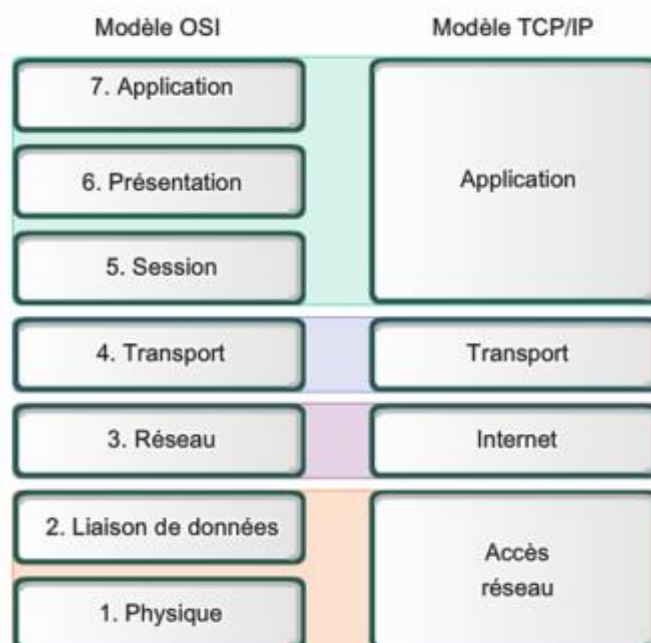 Modèle OSI
Modèle TCP/IP
7. Application
6. Présentation
5. Session
4. Transport
3. Réseau
2. Liaison de données
1. Physique
Application
Transport
Internet
Accès
réseau